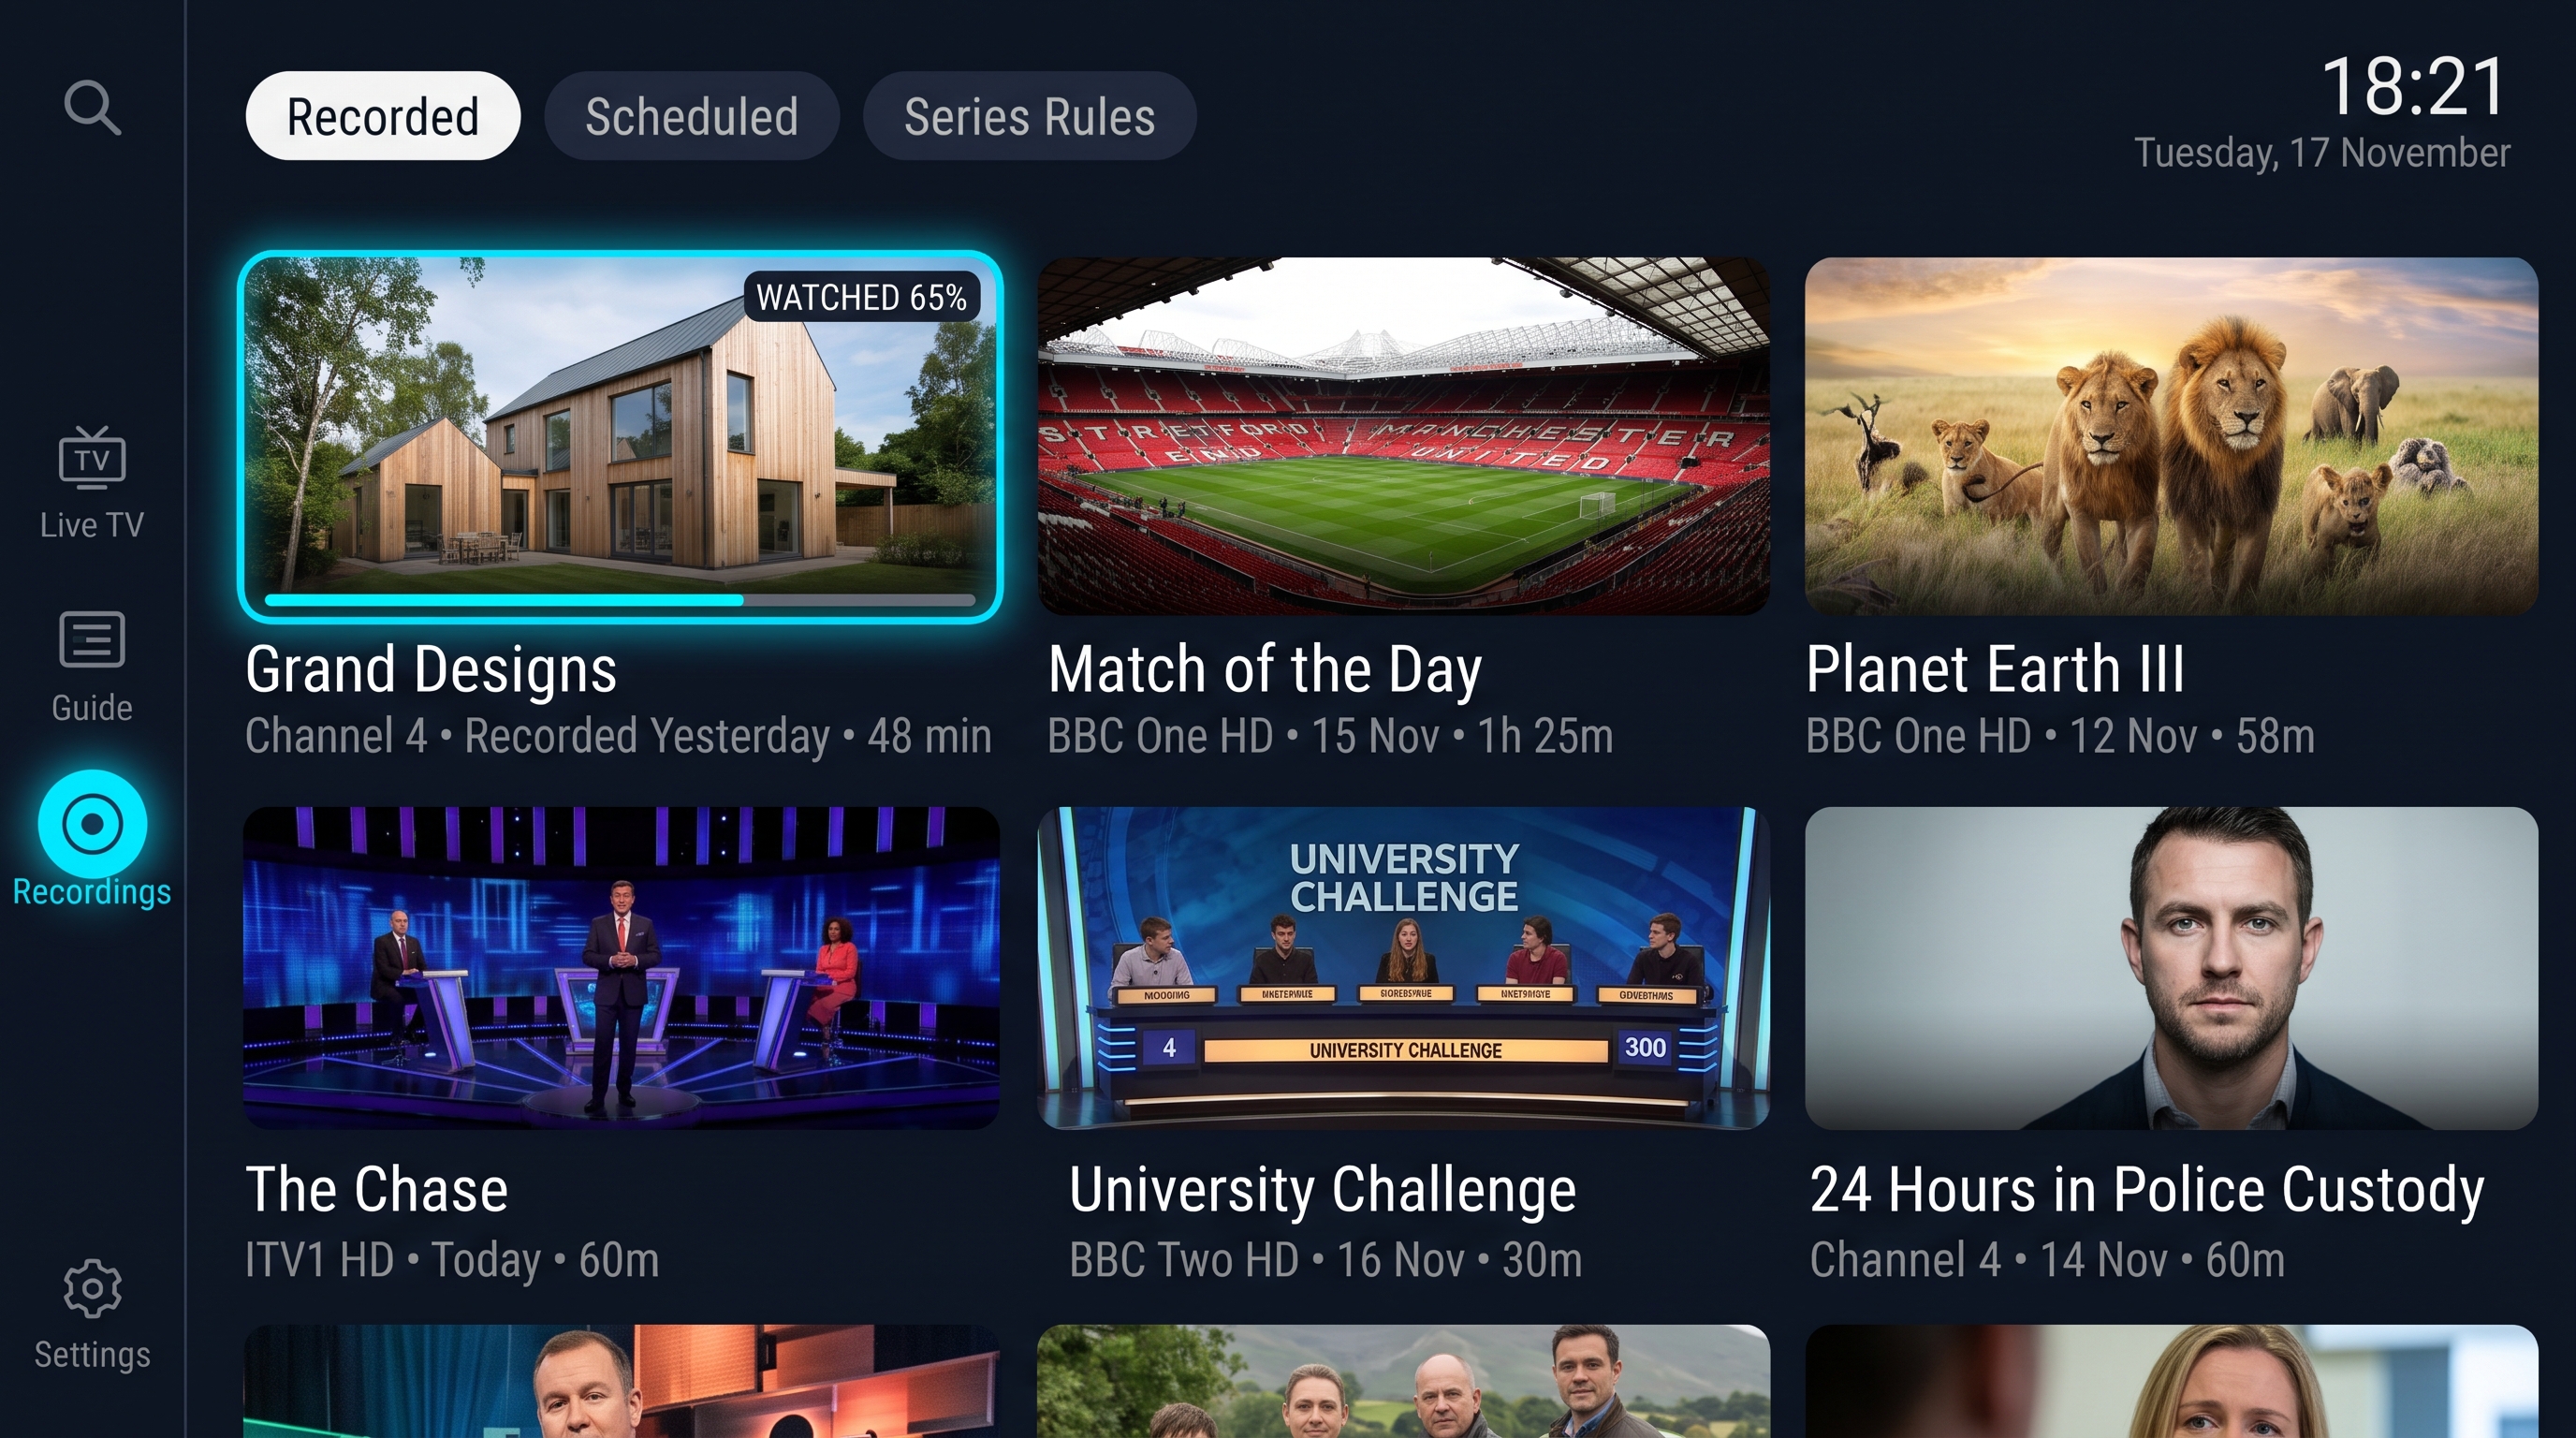 Recorded
Scheduled
Series Rules
18:21
Tuesday, 17 November
TV
Live TV
Guide
Recordings
Settings
WATCHED 65%
STRETFORD MANCHESTER
END UNITED
Grand Designs
Channel 4 • Recorded Yesterday • 48 min
Match of the Day
BBC One HD • 15 Nov • 1h 25m
Planet Earth III
BBC One HD • 12 Nov • 58m
UNIVERSITY
CHALLENGE
4
UNIVERSITY CHALLENGE
300
The Chase
ITV1 HD • Today • 60m
University Challenge
BBC Two HD • 16 Nov • 30m
24 Hours in Police Custody
Channel 4 • 14 Nov • 60m